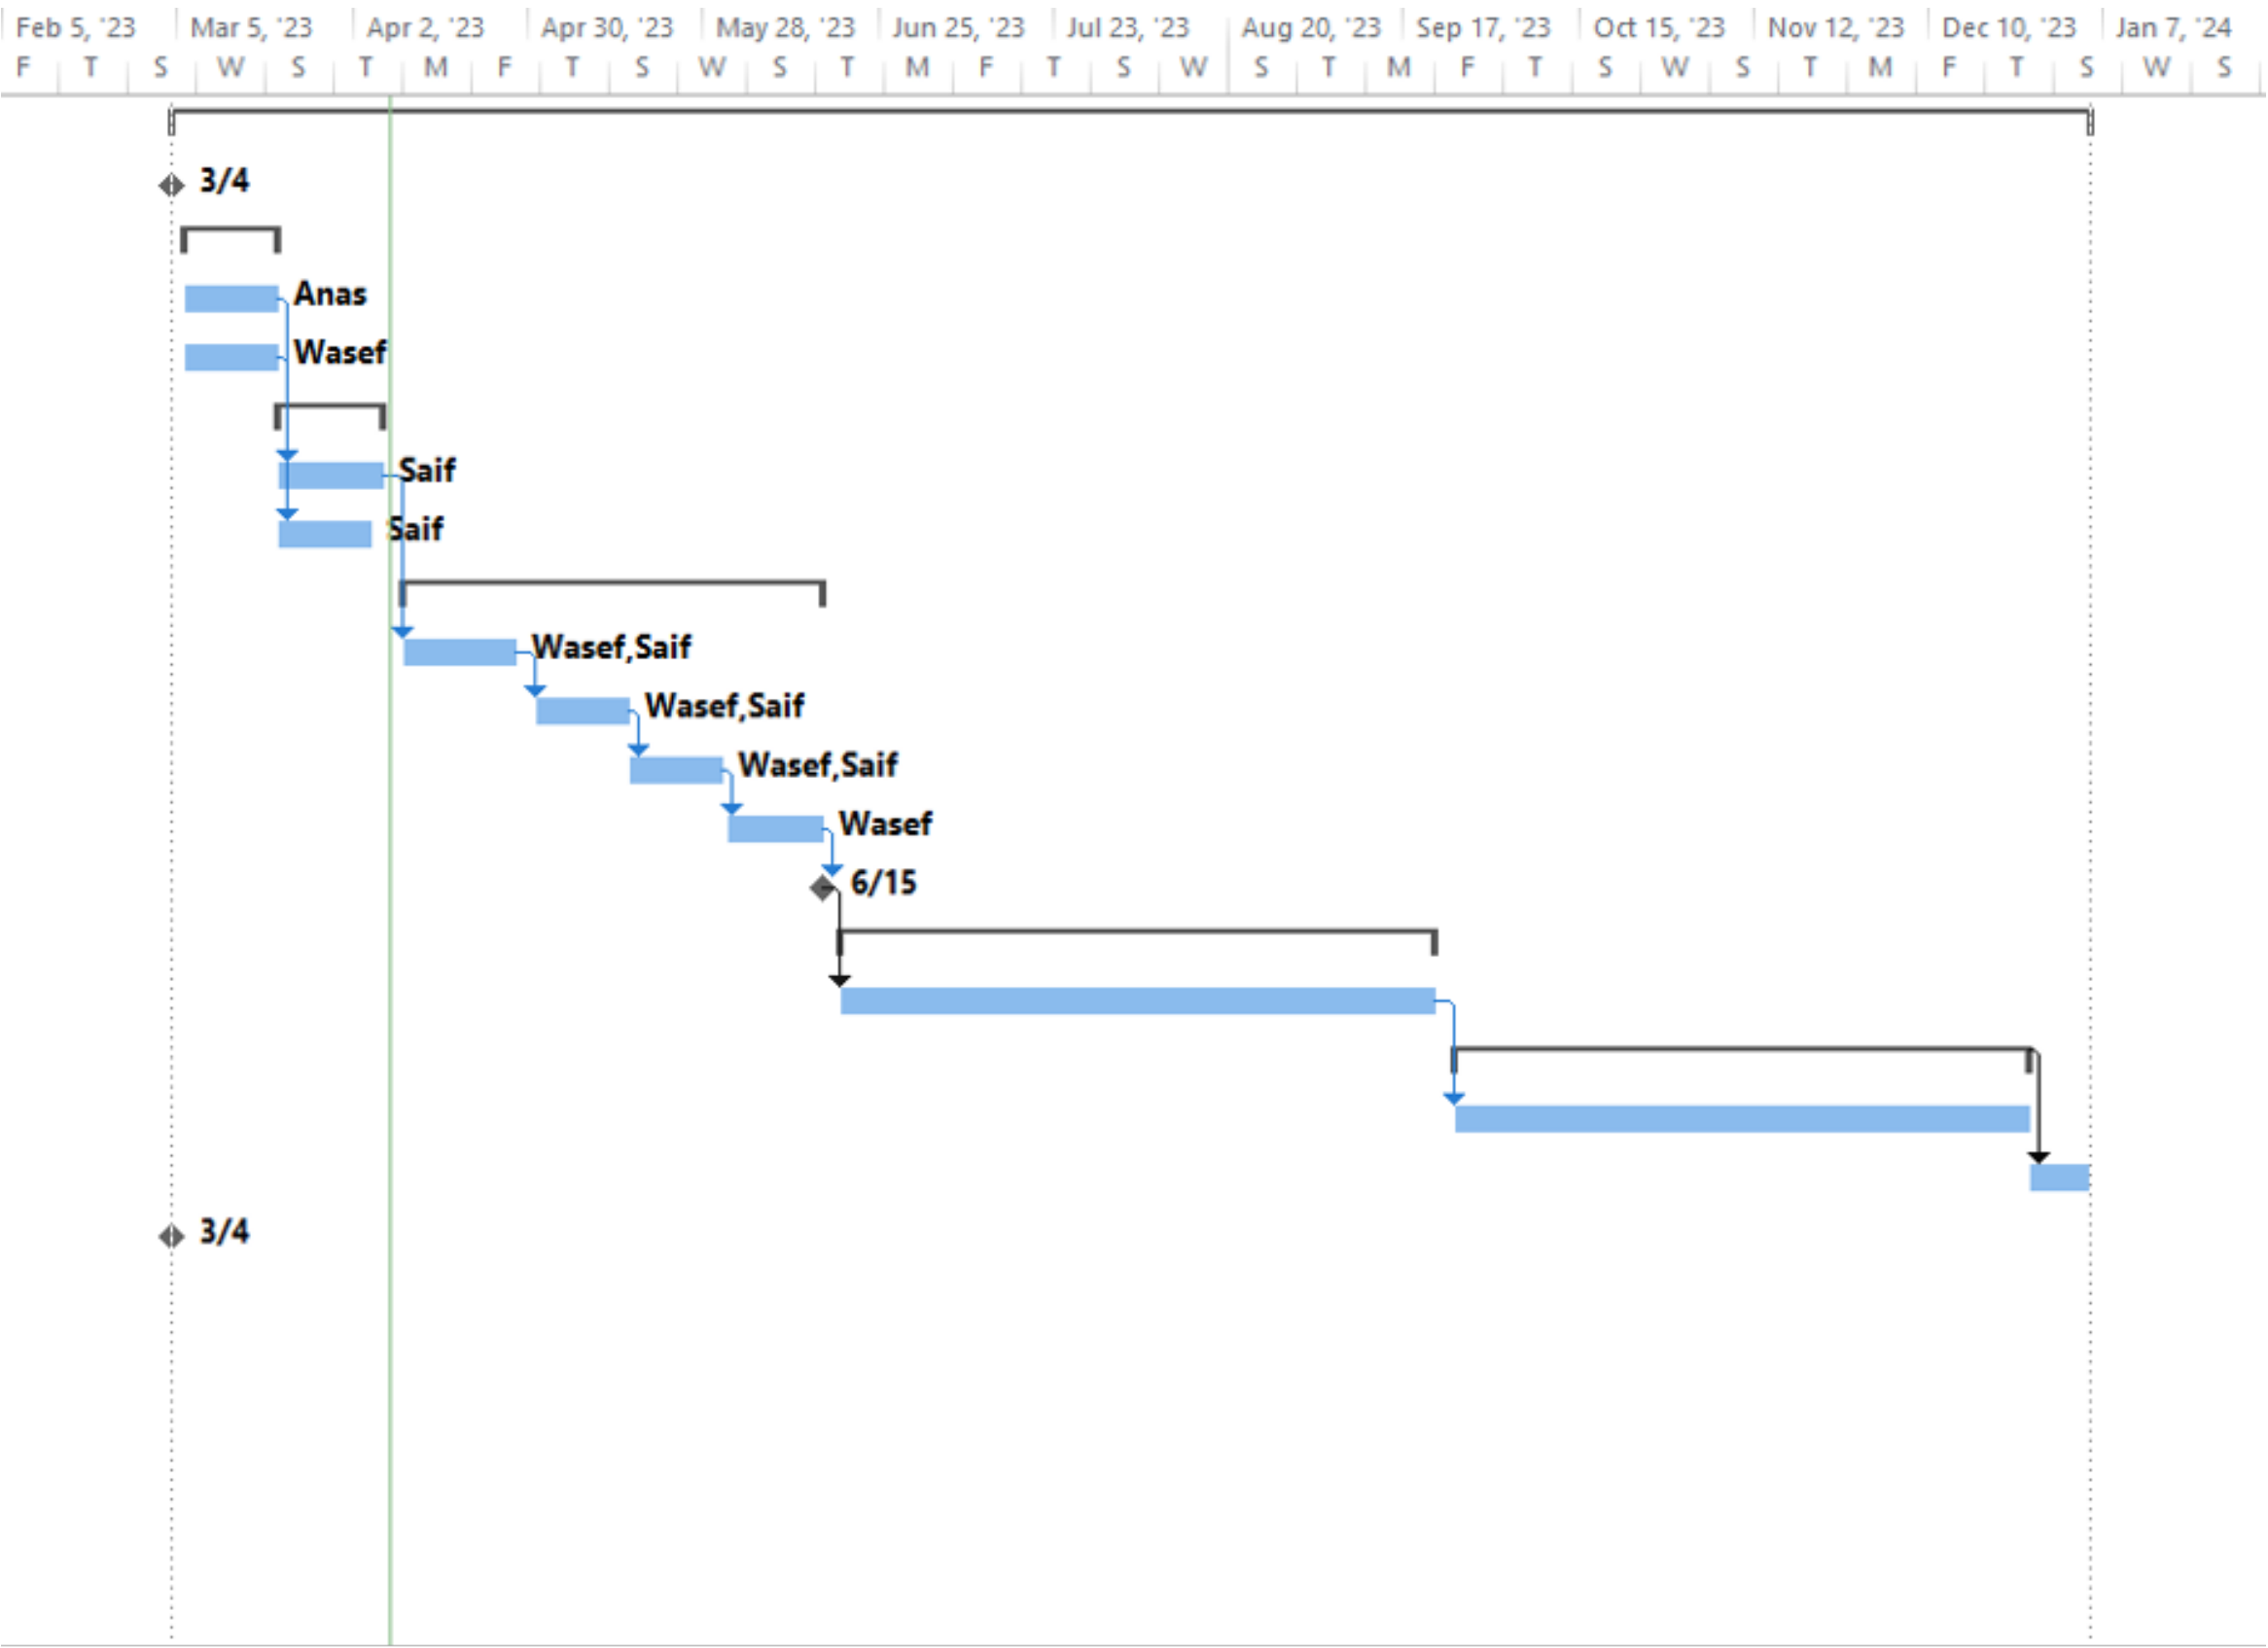 Feb 5, '23 Mar 5, '23 Apr 2, '23 Apr 30, '23 May 28, '23 Jun 25, '23 Jul 23, '23 Aug 20, '23 Sep 17, '23 Oct 15, '23 Nov 12, '23 Dec 10, '23 Jan 7, '24
F T S W S T M F T S W S T M F T S W S T M F T S W S T M F T S W S
3/4
Anas
Wasef
Saif
Saif
Wasef,Saif
Wasef,Saif
Wasef,Saif
Wasef
6/15
3/4